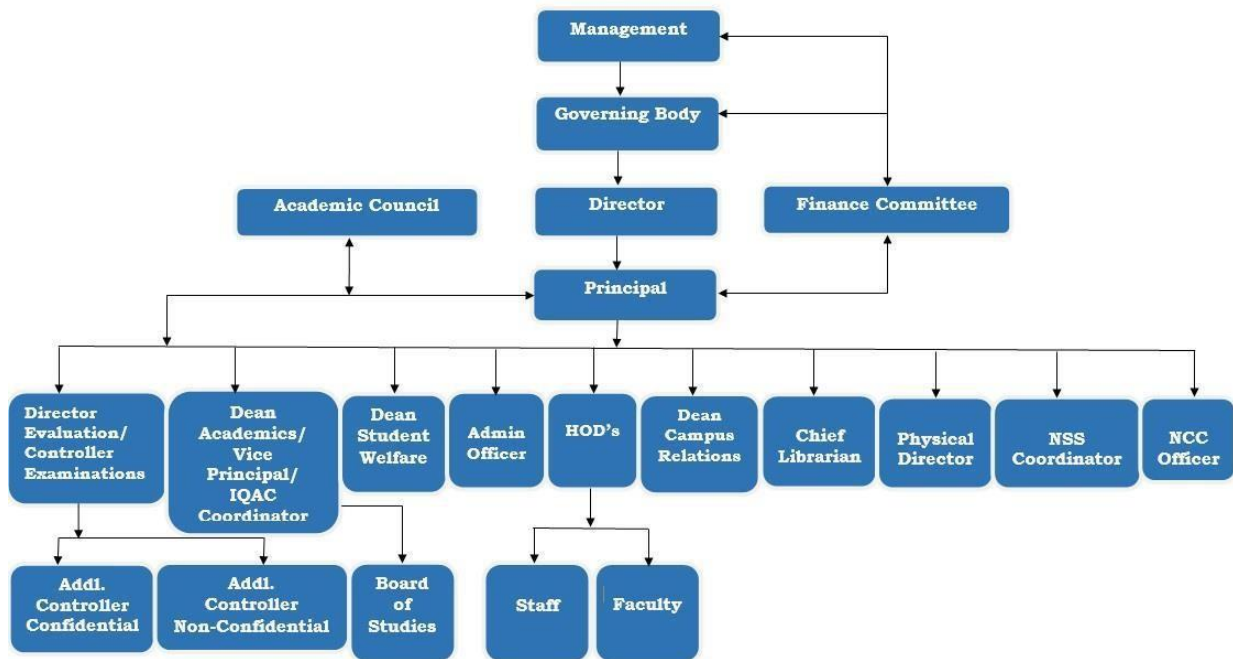 Management
Governing Body
Academic Council
Director
Finance Committee
Principal
Director
Evaluation/
Controller
Examinations
Dean
Academics/
Vice
Principal/
IQAC
Coordinator
Dean
Student
Welfare
Admin
Officer
HOD's
Dean
Campus
Relations
Chief
Librarian
Physical
Director
NSS
Coordinator
NCC
Officer
Addl.
Controller
Confidential
Addl.
Controller
Non-Confidential
Board
of
Studies
Staff
Faculty